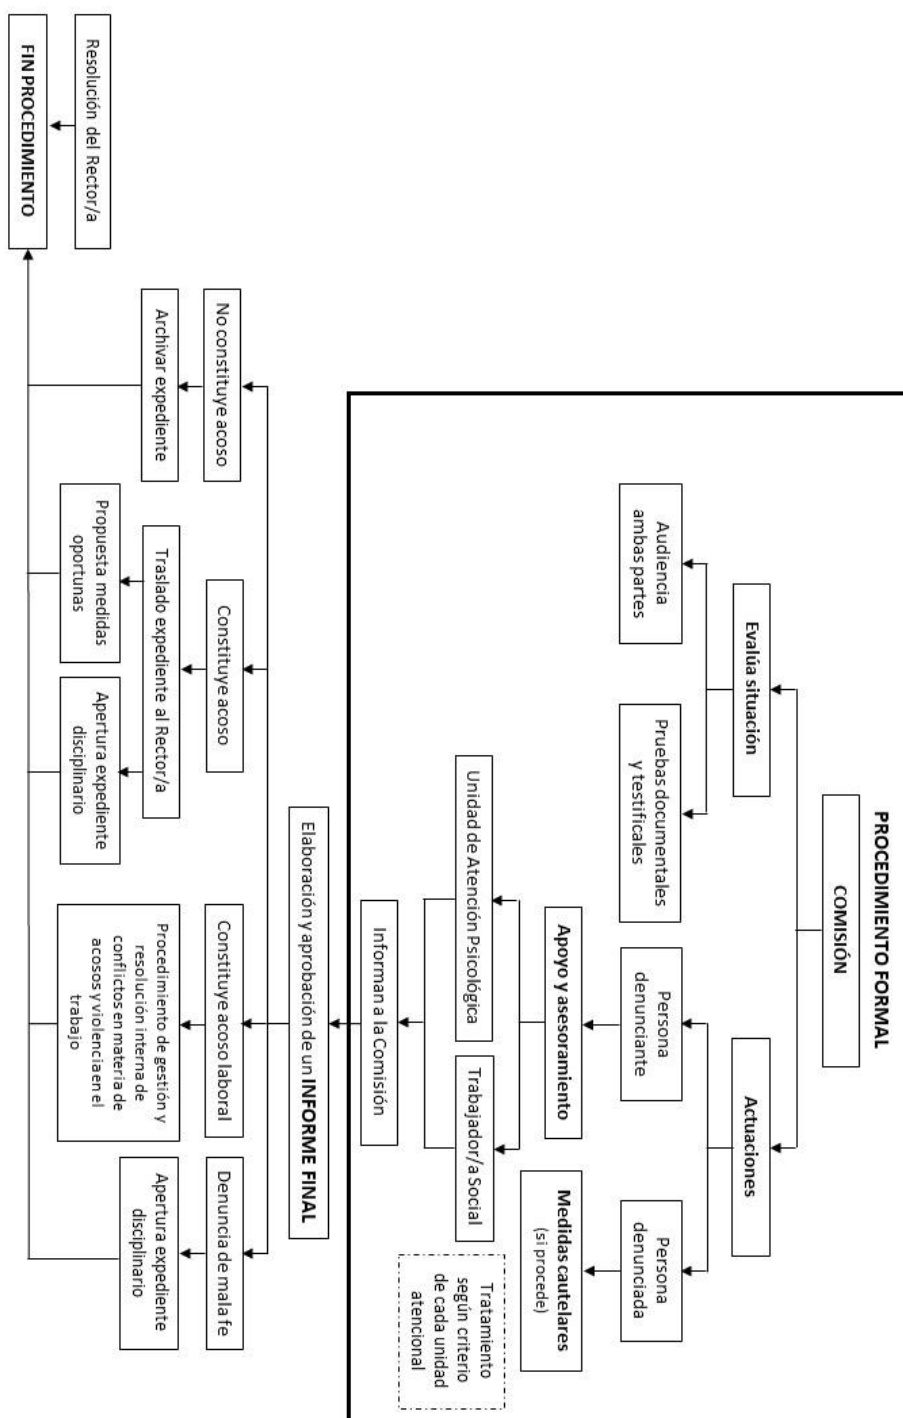 PROCEDIMIENTO FORMAL
COMISIÓN
Evalúa situación
Actuaciones
Audiencia
ambas partes
Pruebas documentales
y testificales
Persona
denunciante
Persona
denunciada
Apoyo y asesoramiento
Medidas cautelares
(si procede)
Unidad de Atención Psicológica
Trabajador/a Social
Tratamiento
según criterio
de cada unidad
atencional
Informan a la Comisión
Elaboración y aprobación de un INFORME FINAL
No constituye acoso
Constituye acoso
Constituye acoso laboral
Denuncia de mala fe
Archivar expediente
Traslado expediente al Rector/a
Procedimiento de gestión y
resolución interna de
conflictos en materia de
acosos y violencia en el
trabajo
Apertura expediente
disciplinario
Propuesta medidas
oportunas
Apertura expediente
disciplinario
Resolución del Rector/a
FIN PROCEDIMIENTO